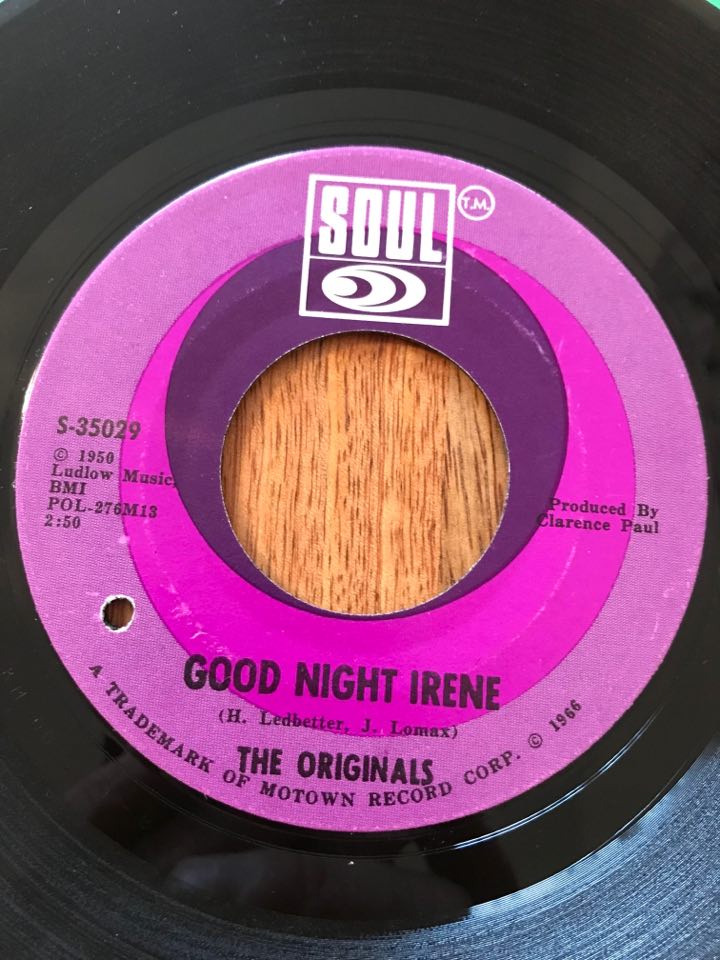 SOUL
T.M.
S-35029
© 1950
Ludlow Music,
BMI
POL-276M13
2:50
Produced By
Clarence Paul
GOOD NIGHT IRENE
(H. Ledbetter, J. Lomax)
THE ORIGINALS
A TRADEMARK OF MOTOWN RECORD CORP. © 1966